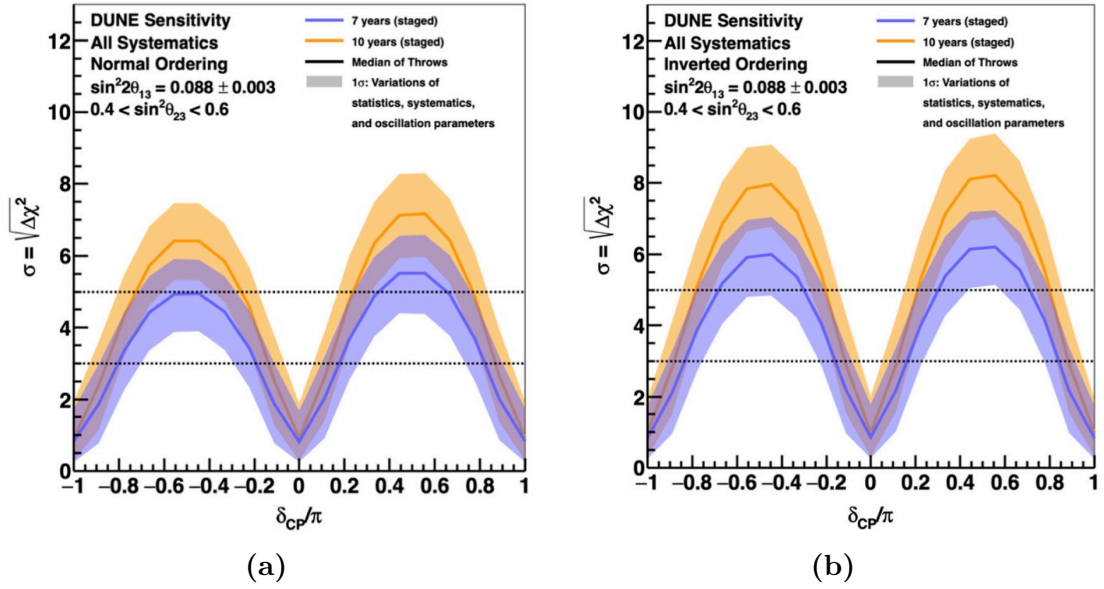 DUNE Sensitivity
All Systematics
Normal Ordering
sin²2θ₁₃ = 0.088 ± 0.003
0.4 < sin²θ₂₃ < 0.6
7 years (staged)
10 years (staged)
Median of Throws
1σ: Variations of
statistics, systematics,
and oscillation parameters
σ = √Δχ²
12
10
8
6
4
2
0
−1 −0.8 −0.6 −0.4 −0.2 0 0.2 0.4 0.6 0.8 1
δCP/π
(a)
DUNE Sensitivity
All Systematics
Inverted Ordering
sin²2θ₁₃ = 0.088 ± 0.003
0.4 < sin²θ₂₃ < 0.6
7 years (staged)
10 years (staged)
Median of Throws
1σ: Variations of
statistics, systematics,
and oscillation parameters
σ = √Δχ²
12
10
8
6
4
2
0
−1 −0.8 −0.6 −0.4 −0.2 0 0.2 0.4 0.6 0.8 1
δCP/π
(b)